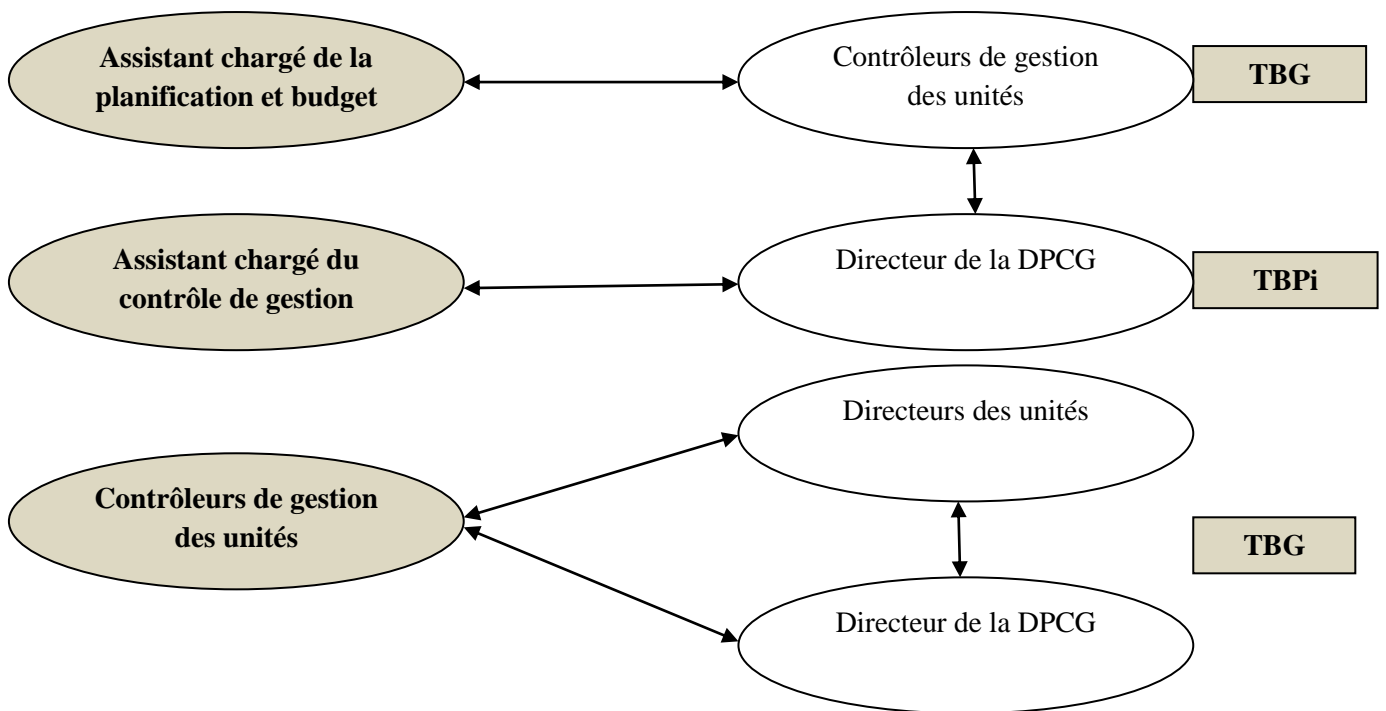 Assistant chargé de la
planification et budget
Contrôleurs de gestion
des unités
TBG
Assistant chargé du
contrôle de gestion
Directeur de la DPCG
TBPi
Directeurs des unités
Contrôleurs de gestion
des unités
TBG
Directeur de la DPCG